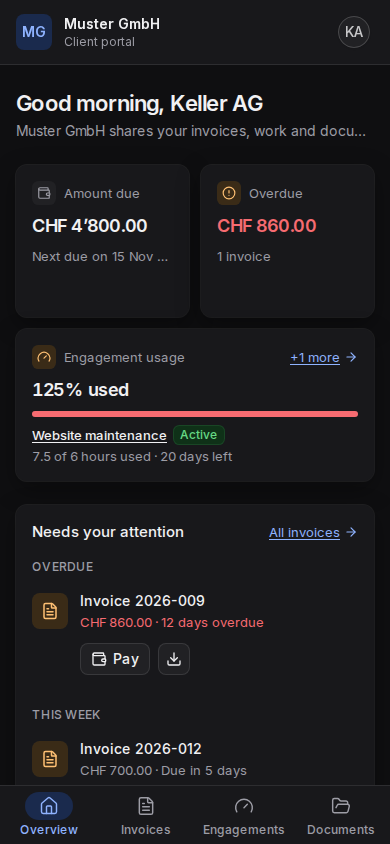 MG
Muster GmbH
Client portal
KA
Good morning, Keller AG
Muster GmbH shares your invoices, work and docu…
Amount due
CHF 4’800.00
Next due on 15 Nov …
Overdue
CHF 860.00
1 invoice
Engagement usage
+1 more →
125% used
Website maintenance Active
7.5 of 6 hours used · 20 days left
Needs your attention
All invoices →
OVERDUE
Invoice 2026-009
CHF 860.00 · 12 days overdue
Pay
THIS WEEK
Invoice 2026-012
CHF 700.00 · Due in 5 days
Overview Invoices Engagements Documents